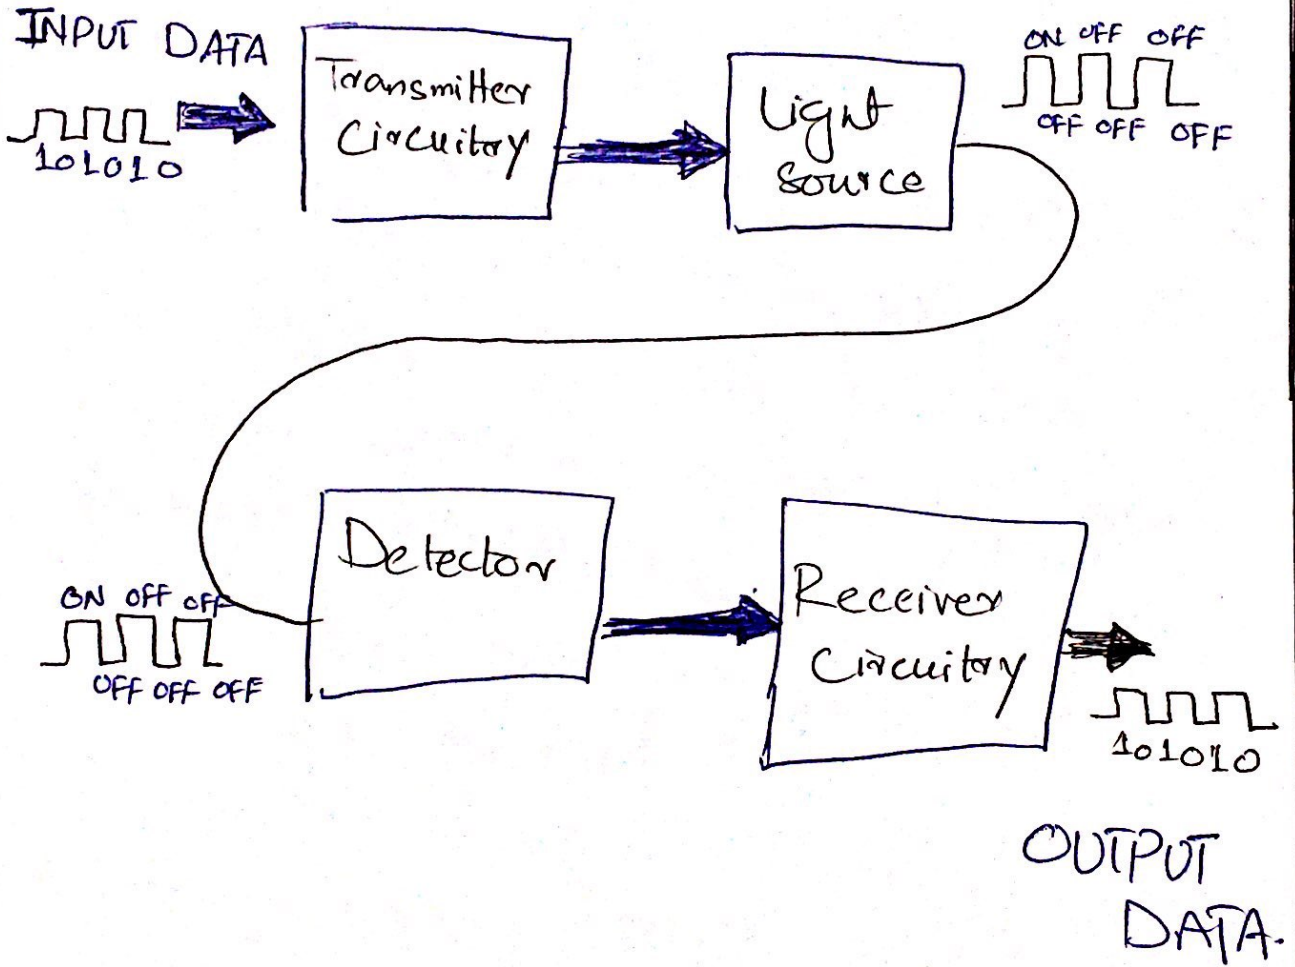 INPUT DATA
101010
Transmitter
Circuitry
Light
Source
ON OFF OFF
OFF OFF OFF
Detector
ON OFF OFF
OFF OFF OFF
Receiver
Circuitry
101010
OUTPUT
DATA.